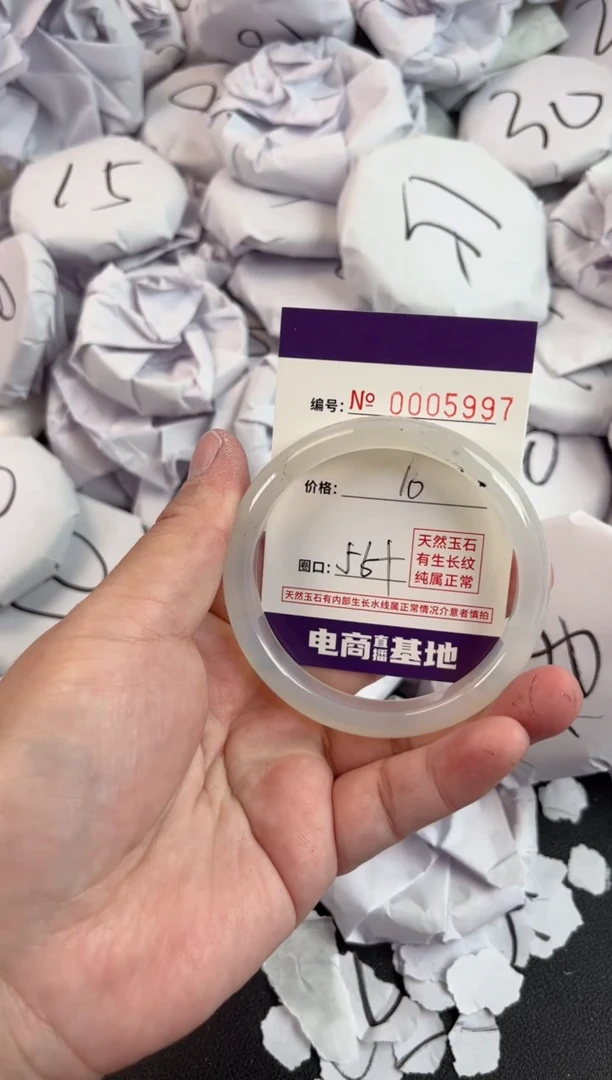 30
15
编号: № 0005997
价格: 10
圈口: 56+
天然玉石
有生长纹
纯属正常
天然玉石有内部生长水线属正常情况介意者慎拍
电商直播基地